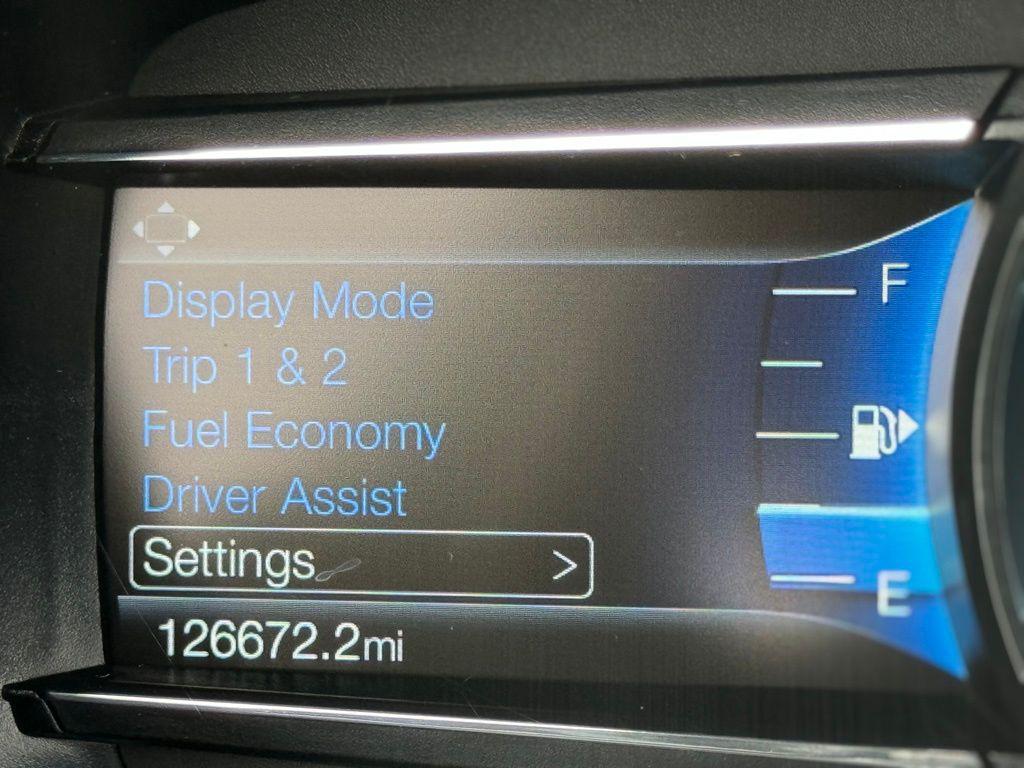 Display Mode
Trip 1 & 2
Fuel Economy
Driver Assist
Settings >
126672.2mi
F
E